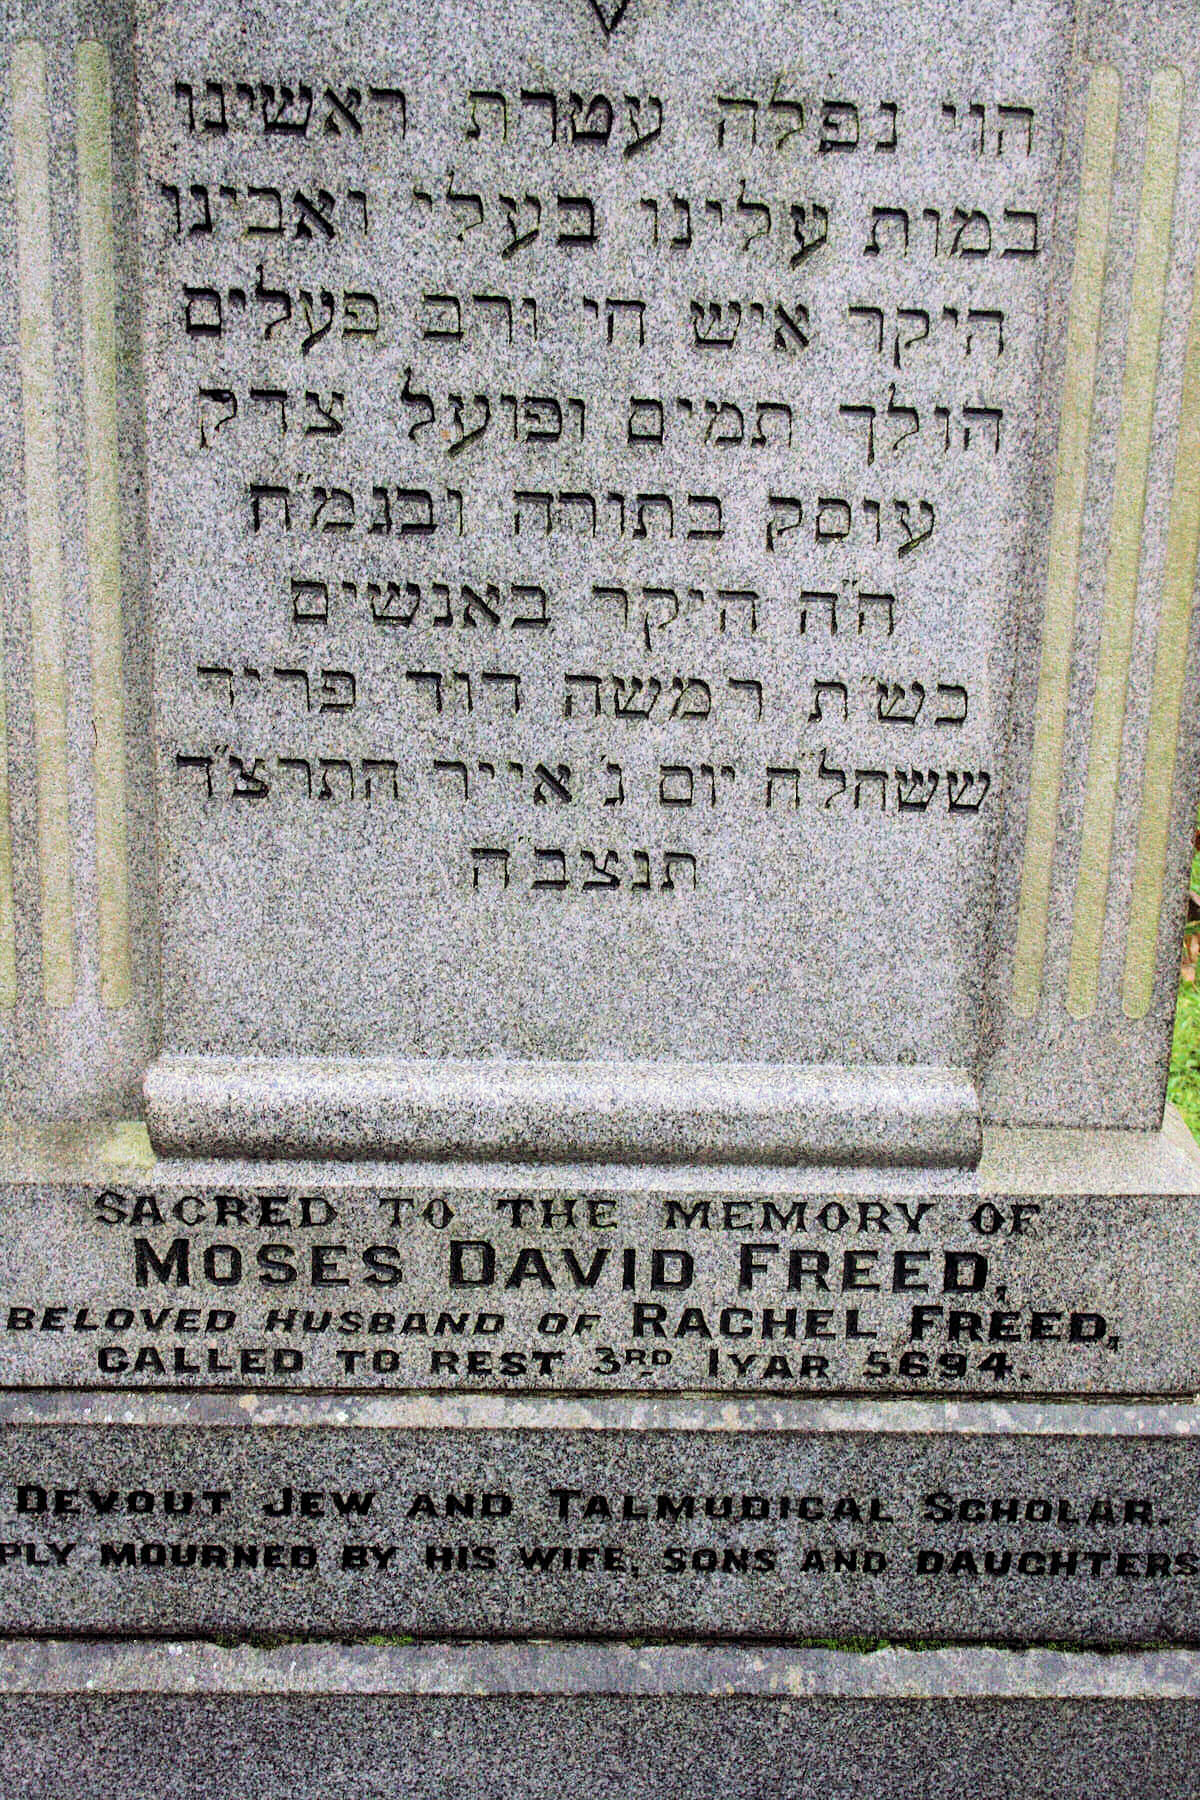 הוי נפלה עטרת ראשינו
במות עלינו בעלי ואבינו
היקר איש חי ורב פעלים
הולך תמים ופועל צדק
עוסק בתורה ובגמ״ח
ה״ה היקר באנשים
כש״ת רמשה דוד פריד
ששהל״ח יום ג׳ אייר התרצ״ד
תנצב״ה
SACRED TO THE MEMORY OF
MOSES DAVID FREED,
BELOVED HUSBAND OF RACHEL FREED,
CALLED TO REST 3RD IYAR 5694.
DEVOUT JEW AND TALMUDICAL SCHOLAR.
PLY MOURNED BY HIS WIFE, SONS AND DAUGHTERS